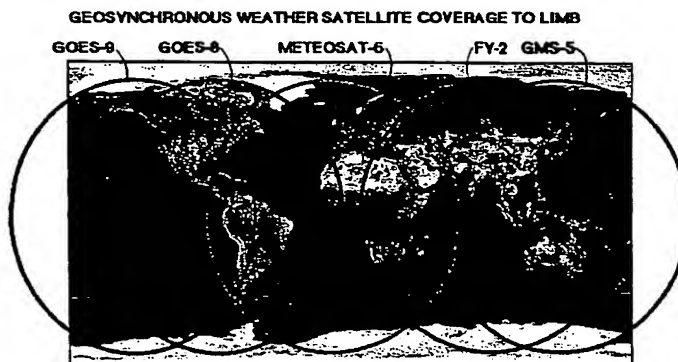 GEOSYNCHRONOUS WEATHER SATELLITE COVERAGE TO LIMB
GOES-9 GOES-8 METEOSAT-6 FY-2 GMS-5